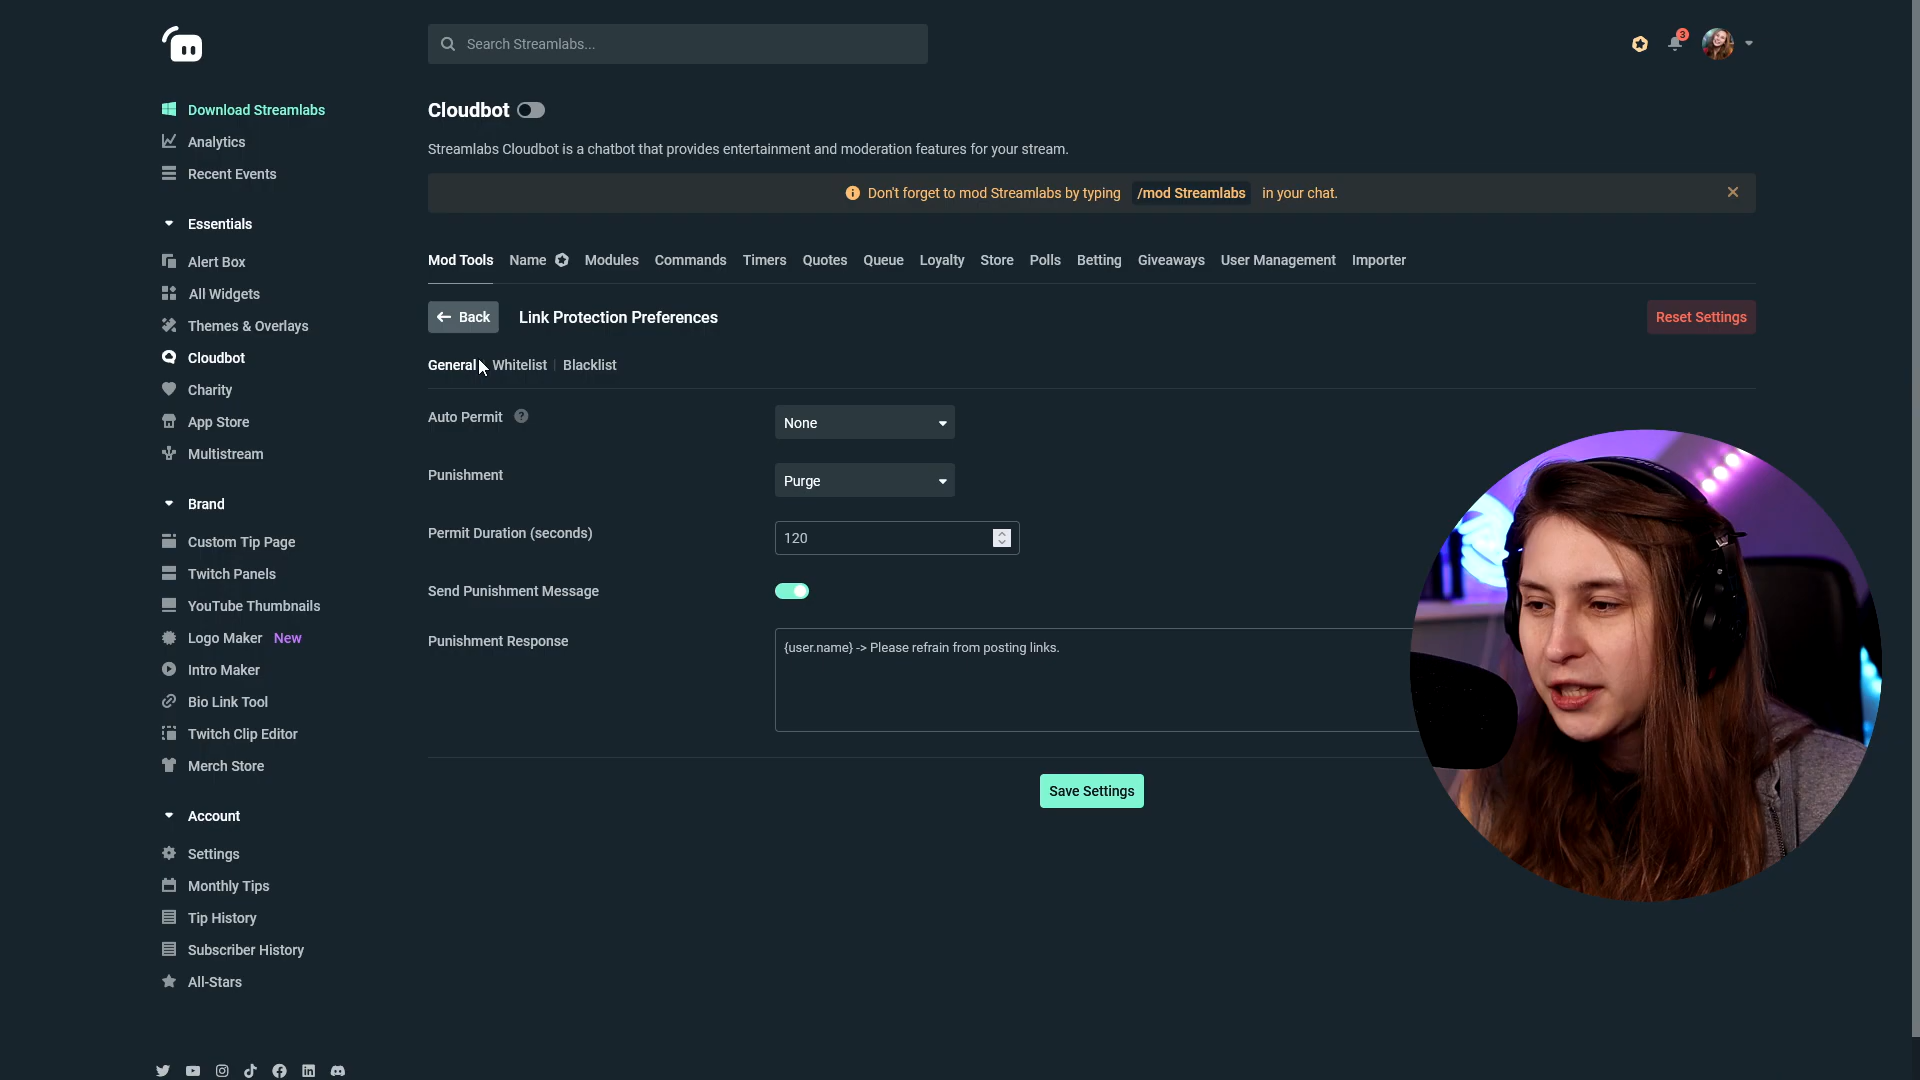 Search Streamlabs...
3
Download Streamlabs
Analytics
Recent Events
Essentials
Alert Box
All Widgets
Themes & Overlays
Cloudbot
Charity
App Store
Multistream
Brand
Custom Tip Page
Twitch Panels
YouTube Thumbnails
Logo Maker New
Intro Maker
Bio Link Tool
Twitch Clip Editor
Merch Store
Account
Settings
Monthly Tips
Tip History
Subscriber History
All-Stars
Cloudbot
Streamlabs Cloudbot is a chatbot that provides entertainment and moderation features for your stream.
Don't forget to mod Streamlabs by typing /mod Streamlabs in your chat.
Mod Tools Name Modules Commands Timers Quotes Queue Loyalty Store Polls Betting Giveaways User Management Importer
Back Link Protection Preferences Reset Settings
General Whitelist | Blacklist
Auto Permit ? None
Punishment Purge
Permit Duration (seconds) 120
Send Punishment Message
Punishment Response {user.name} -> Please refrain from posting links.
Save Settings